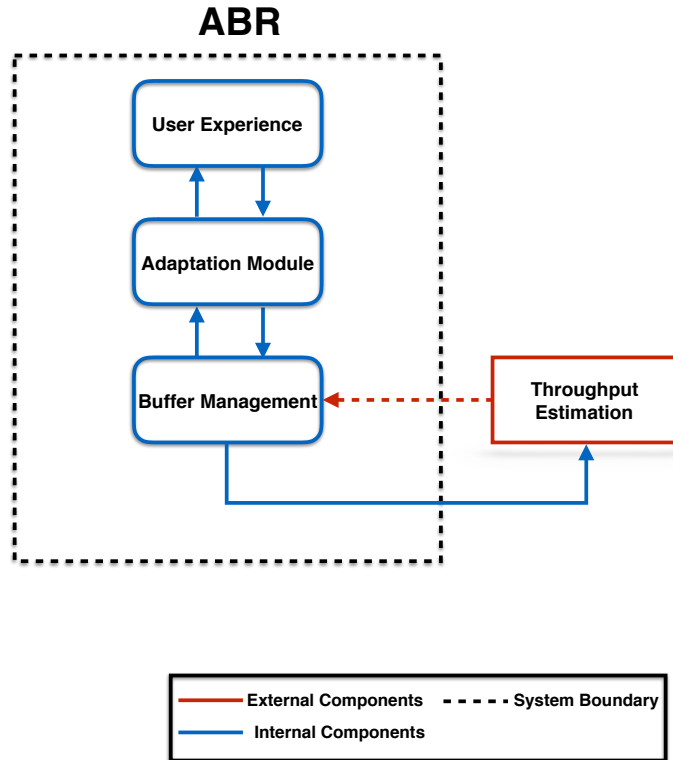 ABR
User Experience
Adaptation Module
Buffer Management
Throughput
Estimation
External Components
System Boundary
Internal Components